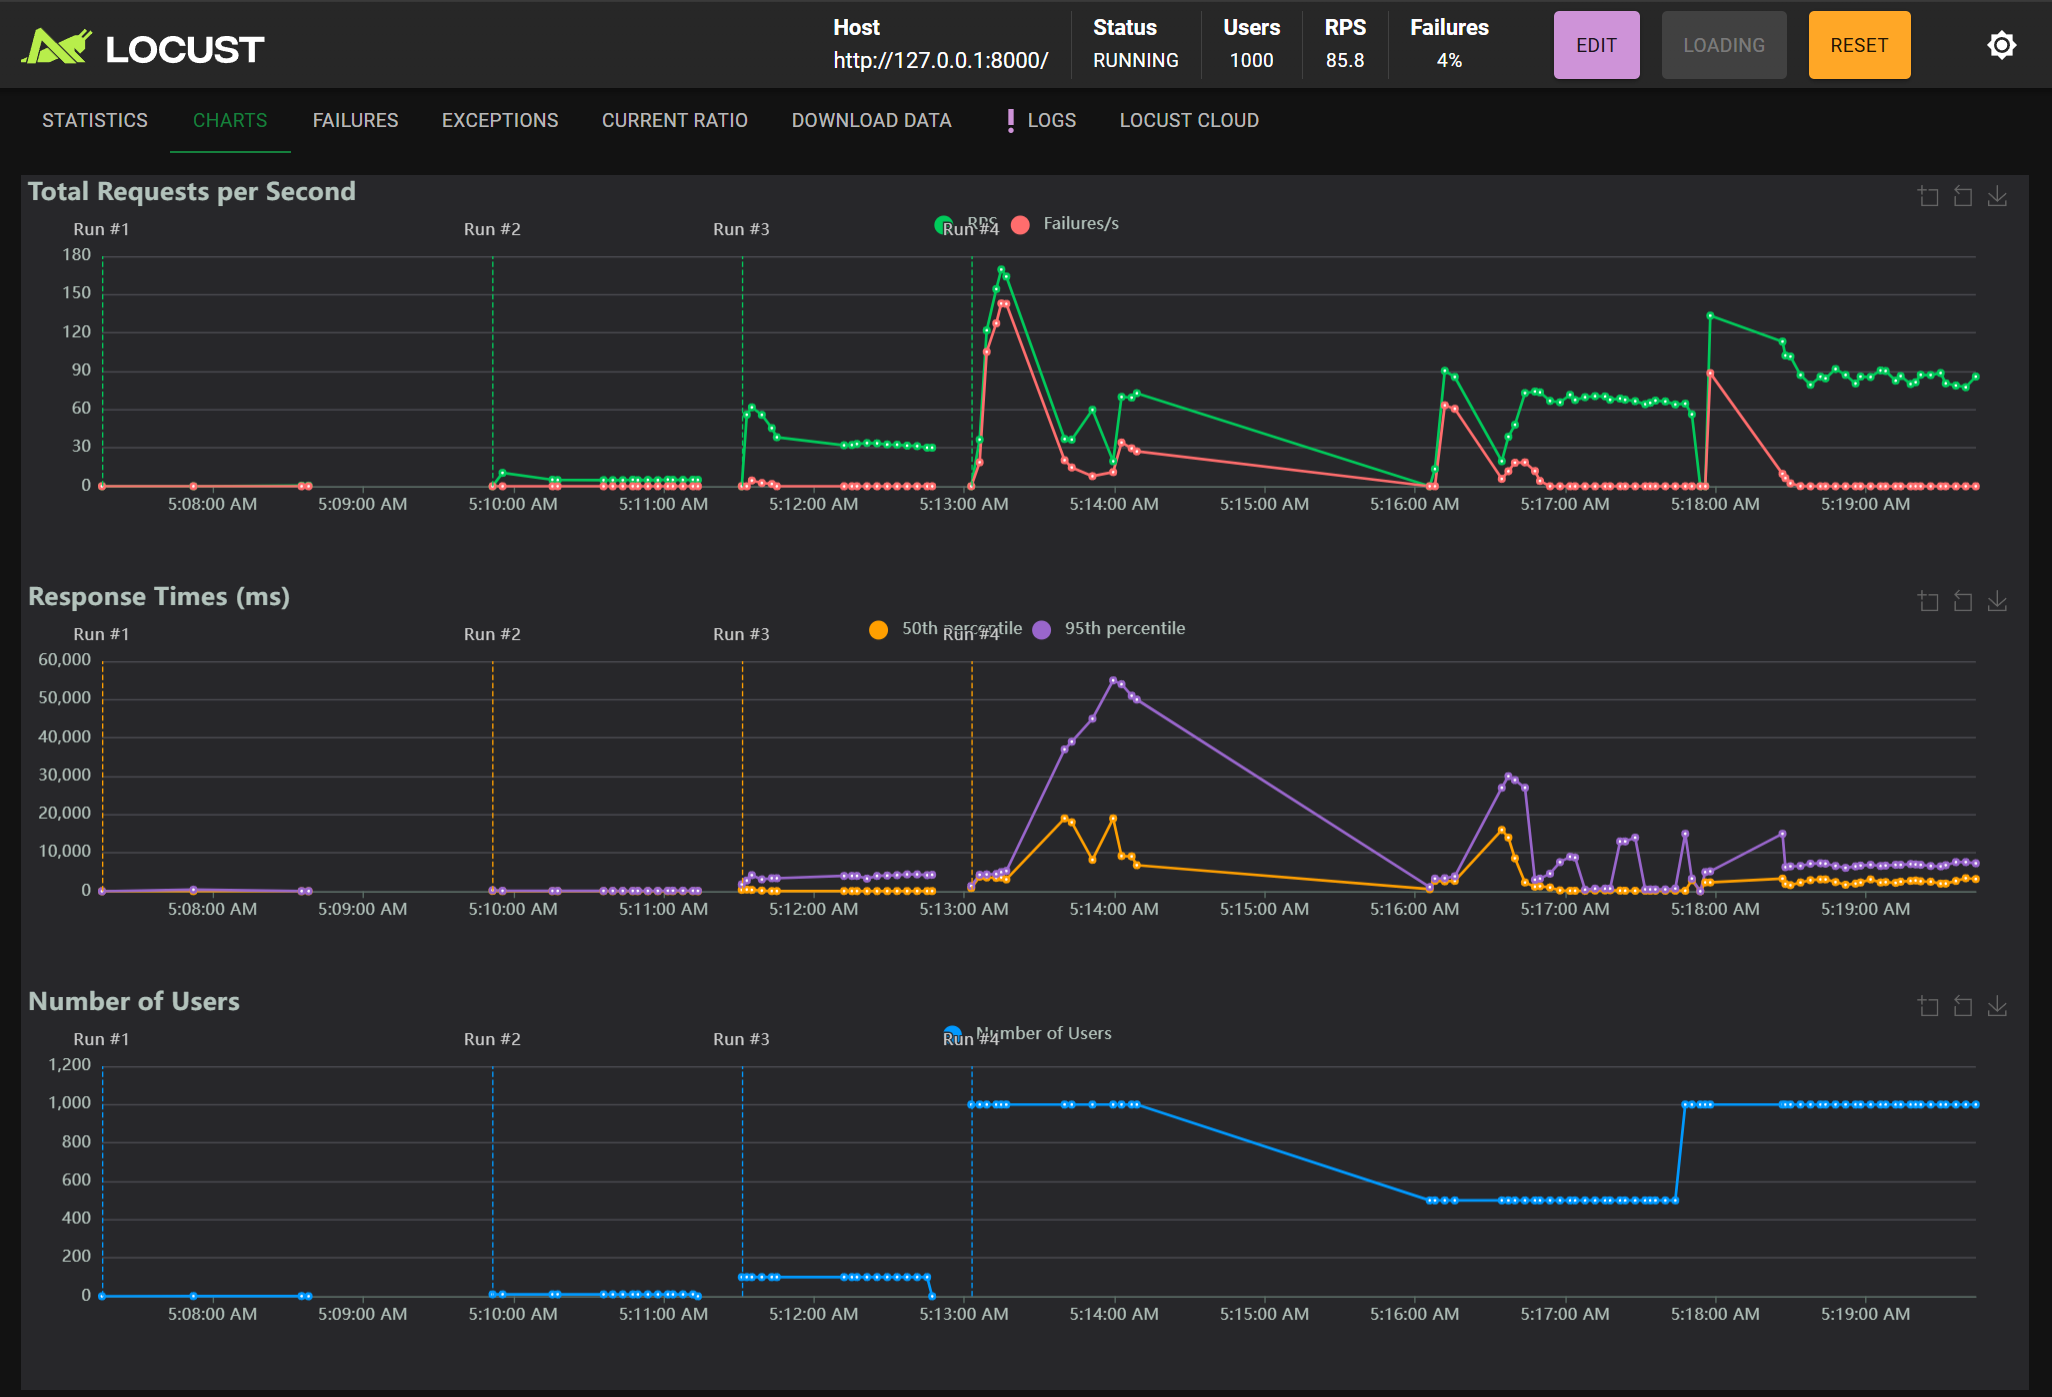 LOCUST
Host
http://127.0.0.1:8000/
Status
RUNNING
Users
1000
RPS
85.8
Failures
4%
EDIT
LOADING
RESET
STATISTICS CHARTS FAILURES EXCEPTIONS CURRENT RATIO DOWNLOAD DATA LOGS LOCUST CLOUD
Total Requests per Second
RPS Failures/s
Run #1 Run #2 Run #3 Run #4
180
150
120
90
60
30
0
5:08:00 AM 5:09:00 AM 5:10:00 AM 5:11:00 AM 5:12:00 AM 5:13:00 AM 5:14:00 AM 5:15:00 AM 5:16:00 AM 5:17:00 AM 5:18:00 AM 5:19:00 AM
Response Times (ms)
50th percentile 95th percentile
Run #1 Run #2 Run #3 Run #4
60,000
50,000
40,000
30,000
20,000
10,000
0
5:08:00 AM 5:09:00 AM 5:10:00 AM 5:11:00 AM 5:12:00 AM 5:13:00 AM 5:14:00 AM 5:15:00 AM 5:16:00 AM 5:17:00 AM 5:18:00 AM 5:19:00 AM
Number of Users
Number of Users
Run #1 Run #2 Run #3 Run #4
1,200
1,000
800
600
400
200
0
5:08:00 AM 5:09:00 AM 5:10:00 AM 5:11:00 AM 5:12:00 AM 5:13:00 AM 5:14:00 AM 5:15:00 AM 5:16:00 AM 5:17:00 AM 5:18:00 AM 5:19:00 AM